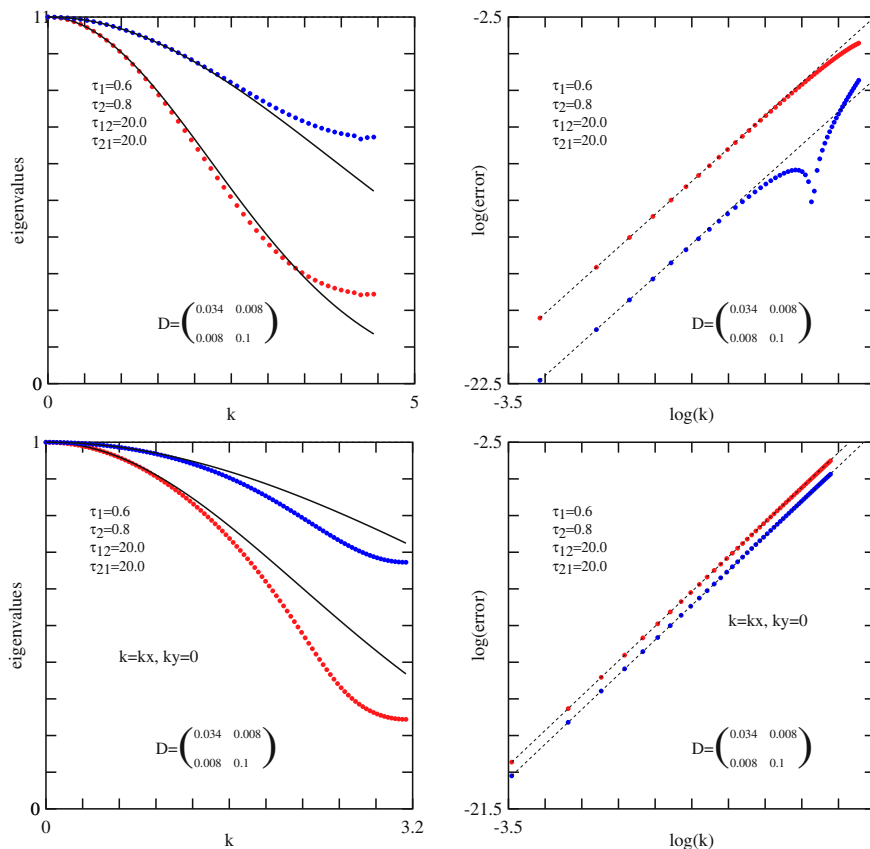 11
τ1=0.6
τ2=0.8
τ12=20.0
τ21=20.0
eigenvalues
D=(0.034 0.008
0.008 0.1)
0
5
k
-2.5
τ1=0.6
τ2=0.8
τ12=20.0
τ21=20.0
log(error)
D=(0.034 0.008
0.008 0.1)
-22.5
-3.5
log(k)
1
τ1=0.6
τ2=0.8
τ12=20.0
τ21=20.0
eigenvalues
k=kx, ky=0
D=(0.034 0.008
0.008 0.1)
0
0
3.2
k
-2.5
τ1=0.6
τ2=0.8
τ12=20.0
τ21=20.0
log(error)
k=kx, ky=0
D=(0.034 0.008
0.008 0.1)
-21.5
-3.5
log(k)